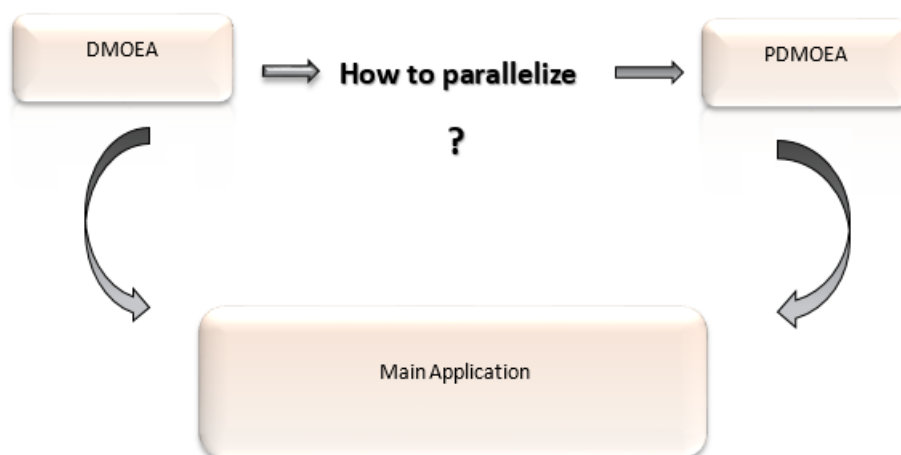 DMOEA
How to parallelize
PDMOEA
?
Main Application